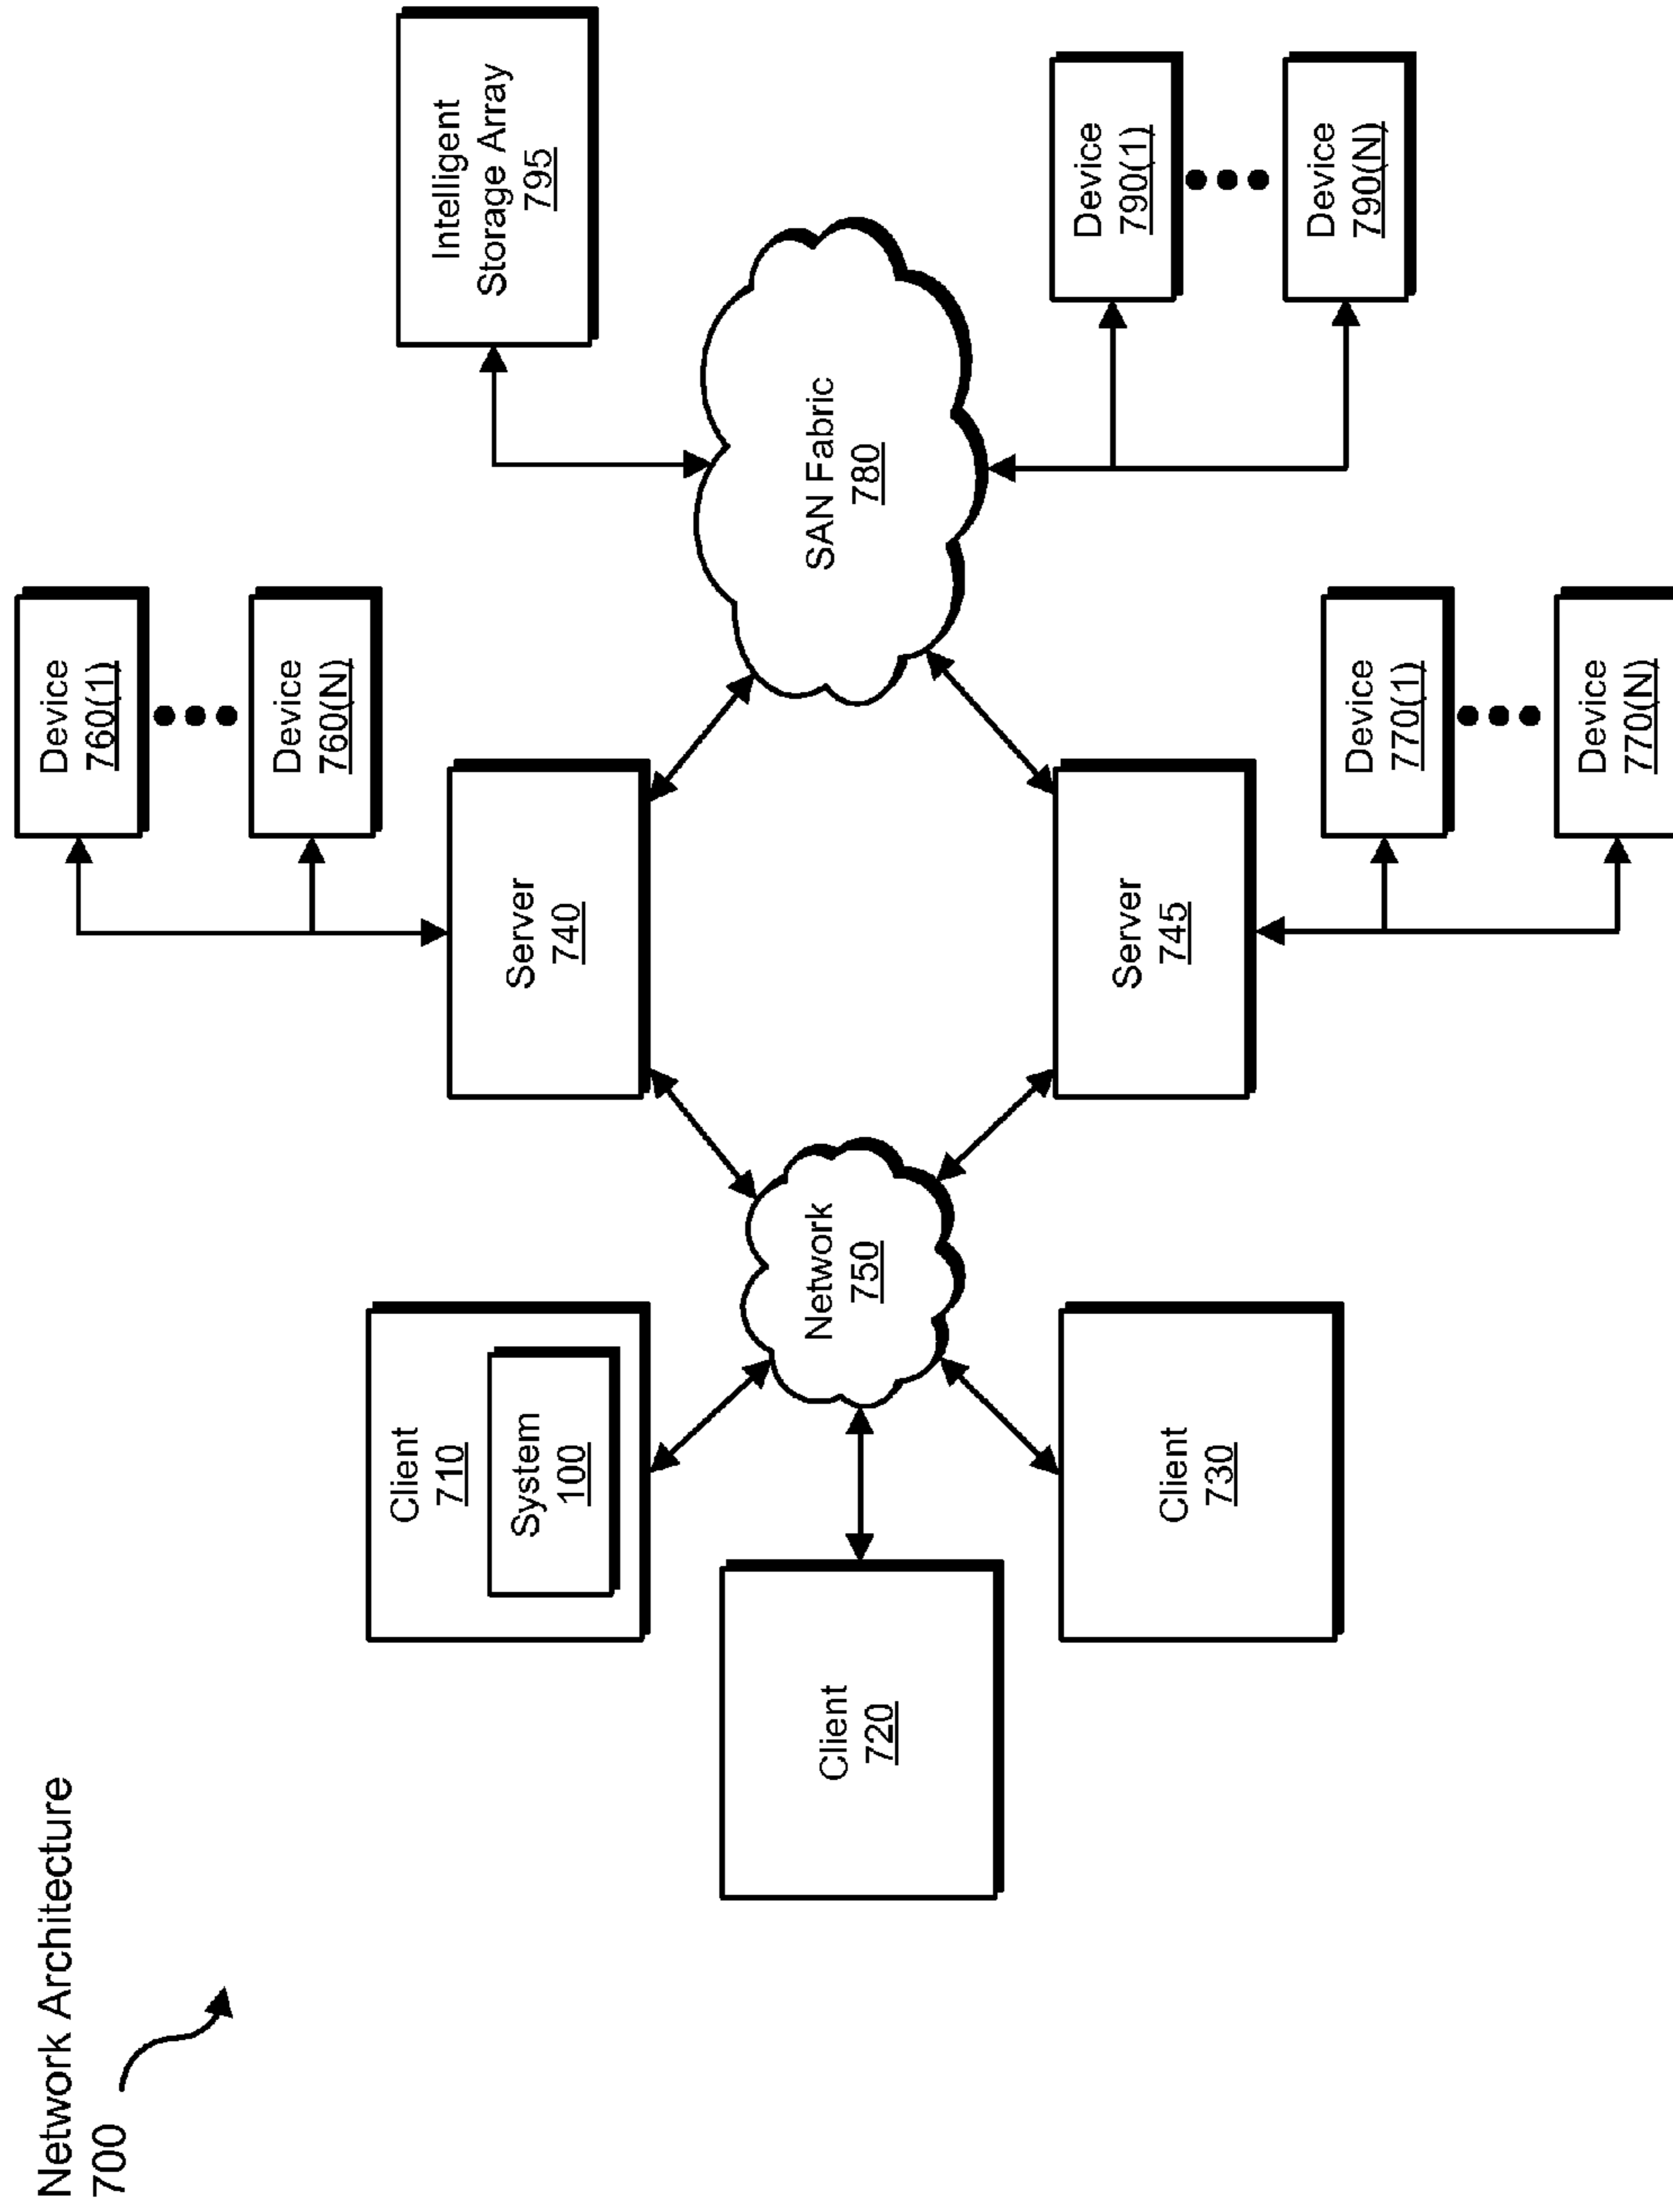 Network Architecture
700
Device
760(1)
Device
760(N)
Intelligent
Storage Array
795
Client
710
System
100
Server
740
Client
720
Network
750
SAN Fabric
780
Client
730
Server
745
Device
790(1)
Device
790(N)
Device
770(1)
Device
770(N)